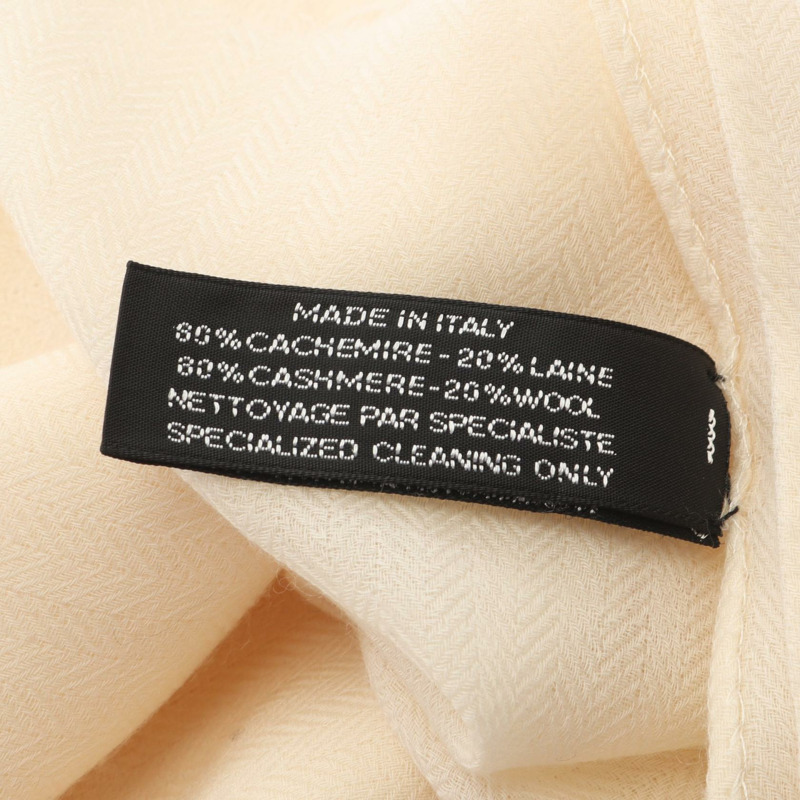 MADE IN ITALY
80%CACHEMIRE-20%LAINE
80%CASHMERE-20%WOOL
NETTOYAGE PAR SPECIALISTE
SPECIALIZED CLEANING ONLY